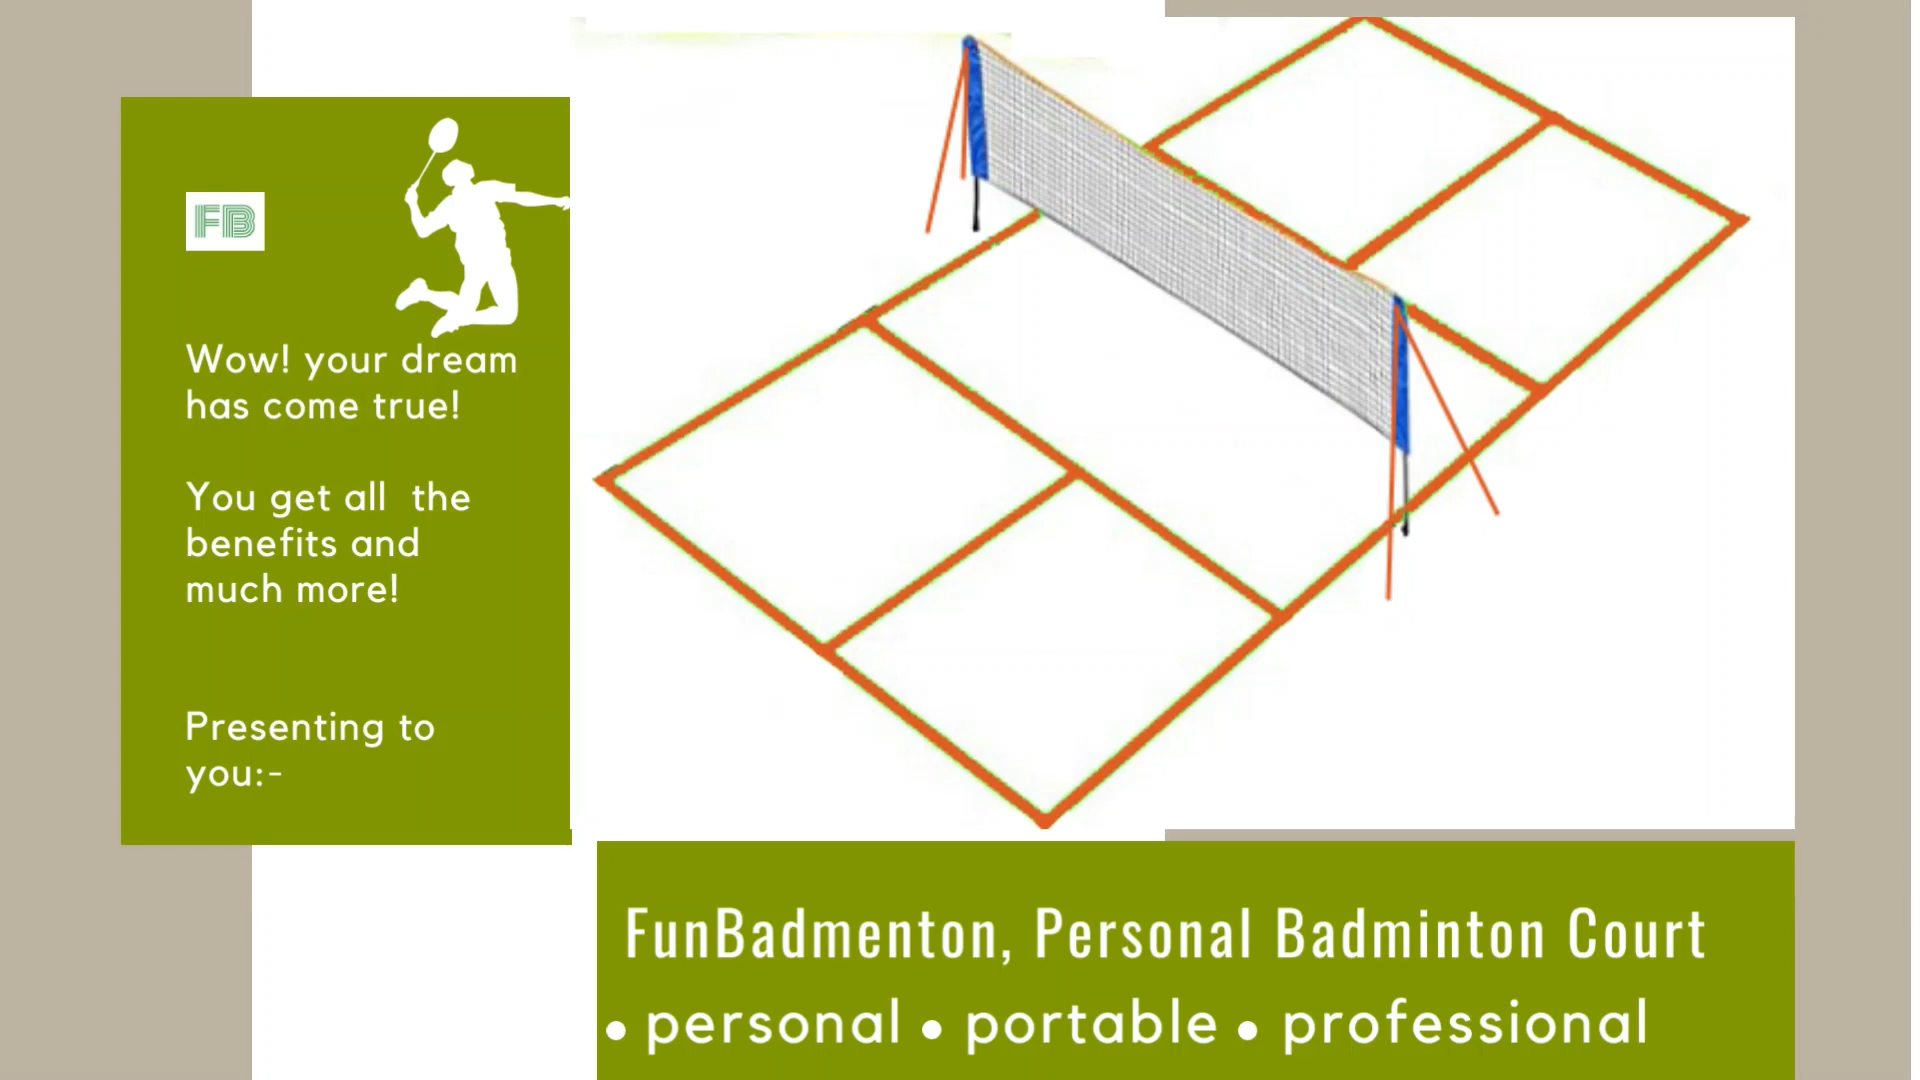 FB
Wow! your dream
has come true!
You get all  the
benefits and
much more!
Presenting to
you:-
FunBadmenton, Personal Badminton Court
• personal • portable • professional